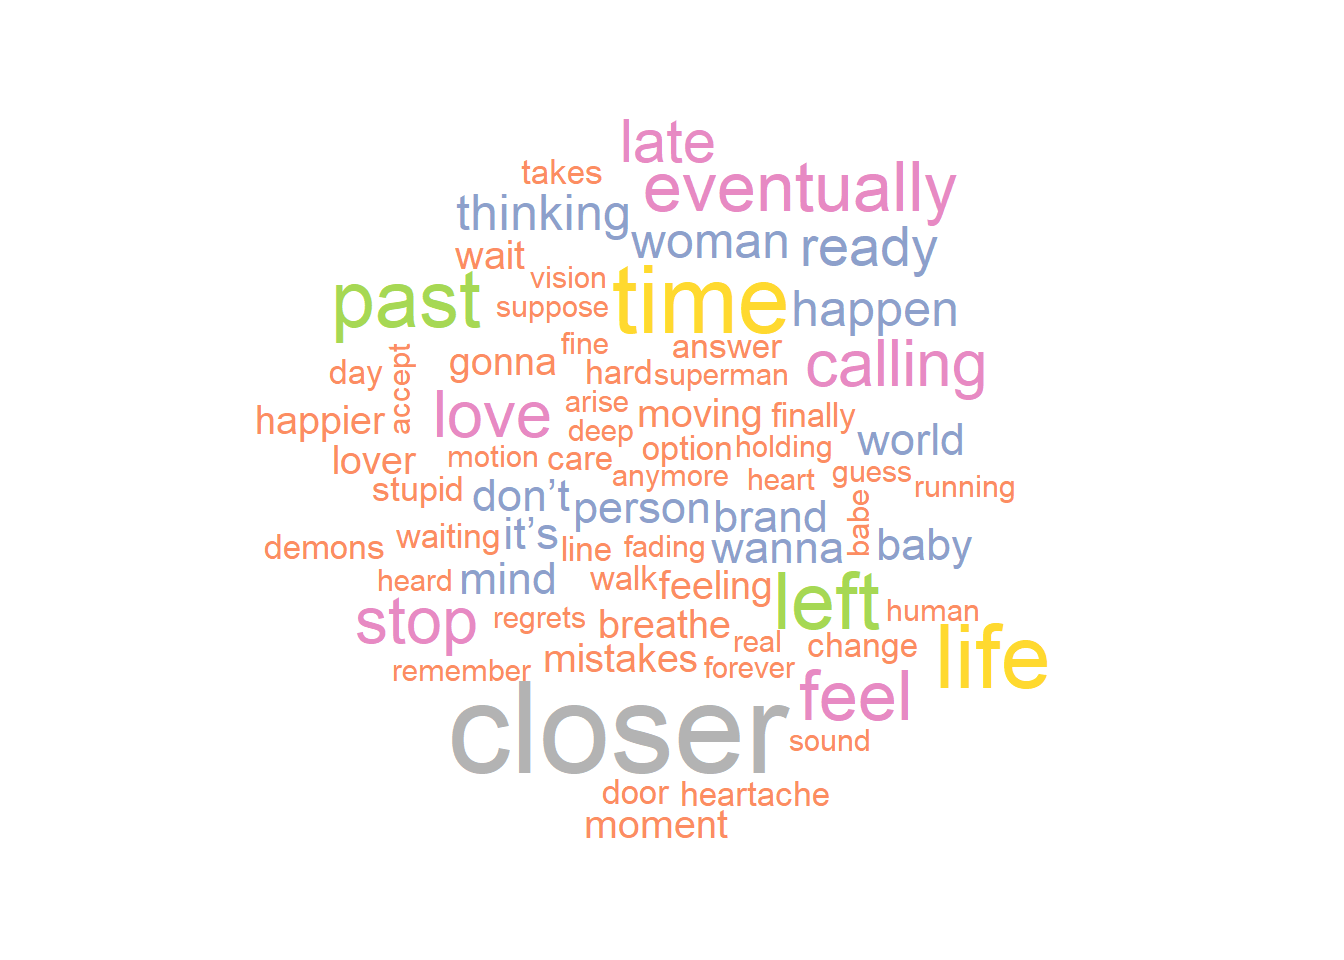 late
takes
eventually
thinking
woman
ready
wait
vision
past
suppose
time
happen
fine
answer
calling
day
accept
gonna
hard
superman
happier
love
arise
moving
finally
deep
world
lover
motion
care
option
holding
anymore
heart
guess
running
stupid
don’t
person
brand
babe
demons
waiting
it’s
line
fading
wanna
baby
heard
mind
walk
feeling
left
human
stop
regrets
breathe
real
change
life
remember
mistakes
forever
feel
closer
sound
door
heartache
moment